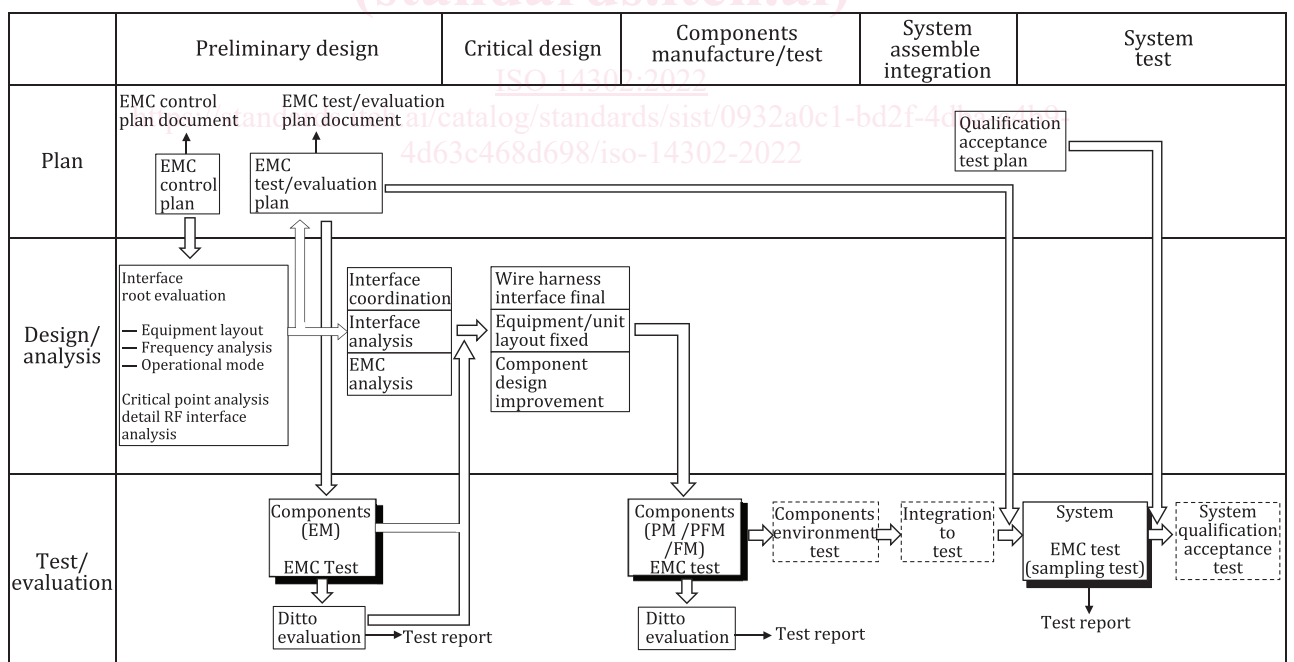 (standards.iteh.ai)
Preliminary design
Critical design
Components
manufacture/test
System
assemble
integration
System
test
ISO 14302:2022
4d63c468d698/iso-14302-2022
Plan
EMC control
plan document
EMC test/evaluation
plan document
EMC
control
plan
EMC
test/evaluation
plan
Qualification
acceptance
test plan
Design/
analysis
Interface
root evaluation
— Equipment layout
— Frequency analysis
— Operational mode
Critical point analysis
detail RF interface
analysis
Interface
coordination
Interface
analysis
EMC
analysis
Wire harness
interface final
Equipment/unit
layout fixed
Component
design
improvement
Test/
evaluation
Components
(EM)
EMC Test
Ditto
evaluation
Test report
Components
(PM /PFM
/FM)
EMC test
Ditto
evaluation
Test report
Components
environment
test
Integration
to
test
System
EMC test
(sampling test)
Test report
System
qualification
acceptance
test